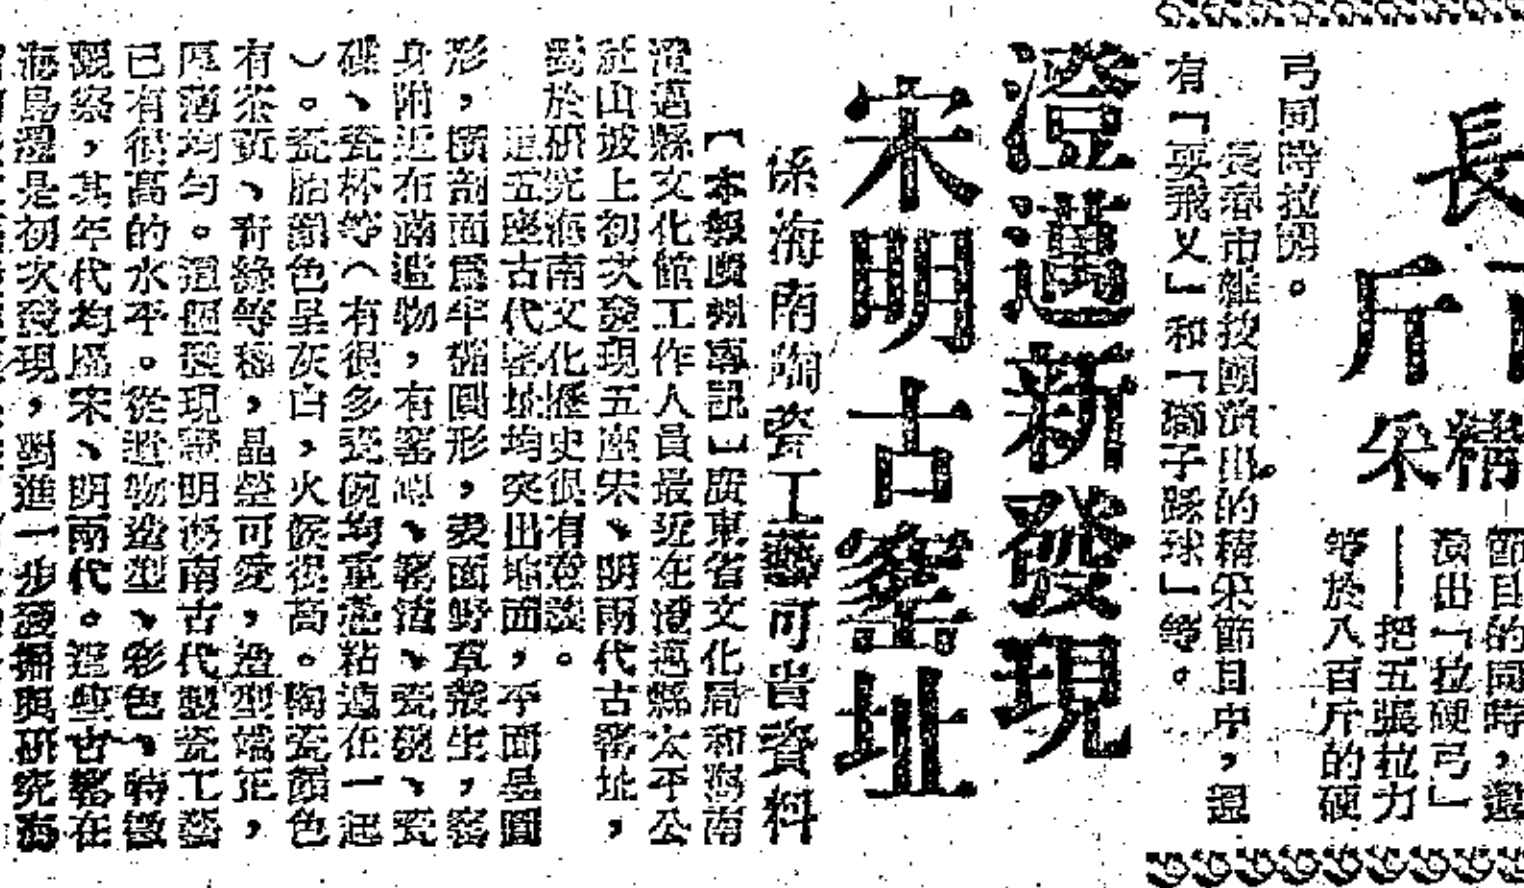 長
斤
精
采
節目的同時，還
演出「拉硬弓」
——把五張拉力
等於八百斤的硬
弓同時拉開。
長春市雜技團演出的精采節目中，還
有「耍飛叉」和「獅子踩球」等。
澄邁新發現
宋明古窰址
係海南陶瓷工藝可貴資料
【本報廣州專訊】廣東省文化局和海南
澄邁縣文化館工作人員最近在澄邁縣太平公
社山坡上初次發現五座宋、明兩代古窰址，
對於研究海南文化歷史很有意義。
這五座古代窰址均突出地面，平面呈圓
形，橫剖面爲半橢圓形，表面野草叢生，窰
身附近布滿遺物，有窰磚、窰渣、瓷碗、瓷
碟、瓷杯等（有很多瓷碗均重叠粘連在一起
）。瓷胎顏色呈灰白，火候很高。陶瓷顏色
有茶黃、青綠等種，晶瑩可愛，造型端正，
厚薄均勻。這個發現證明海南古代製瓷工藝
已有很高的水平。從遺物造型、彩色、特徵
觀察，其年代均屬宋、明兩代。這些古窰在
海島還是初次發現，對進一步發掘與研究海